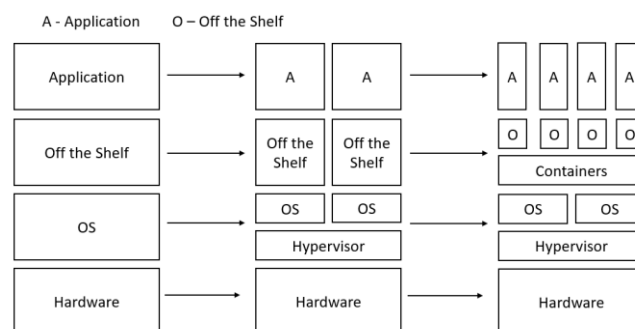 A - Application O – Off the Shelf
Application A A A A A A
Off the Shelf Off the Shelf Off the Shelf O O O O
Containers
OS OS OS OS OS
Hypervisor Hypervisor
Hardware Hardware Hardware